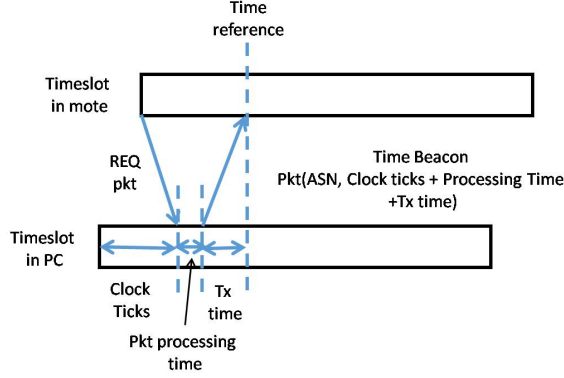 Time
reference
Timeslot
in mote
REQ
pkt
Time Beacon
Pkt(ASN, Clock ticks + Processing Time
+Tx time)
Timeslot
in PC
Clock
Ticks
Tx
time
Pkt processing
time